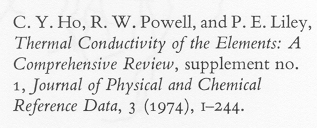 C. Y. Ho, R. W. Powell, and P. E. Liley,
Thermal Conductivity of the Elements: A
Comprehensive Review, supplement no.
1, Journal of Physical and Chemical
Reference Data, 3 (1974), 1–244.